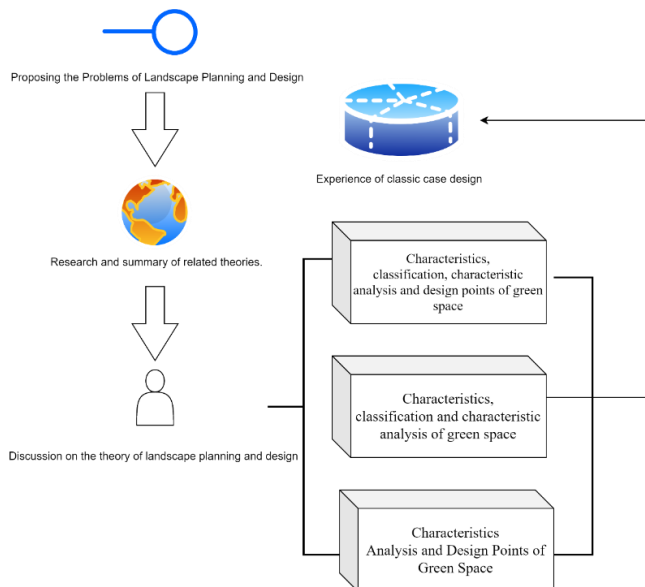 Proposing the Problems of Landscape Planning and Design
Experience of classic case design
Research and summary of related theories.
Characteristics,
classification, characteristic
analysis and design points of green
space
Characteristics,
classification and characteristic
analysis of green space
Discussion on the theory of landscape planning and design
Characteristics
Analysis and Design Points of
Green Space